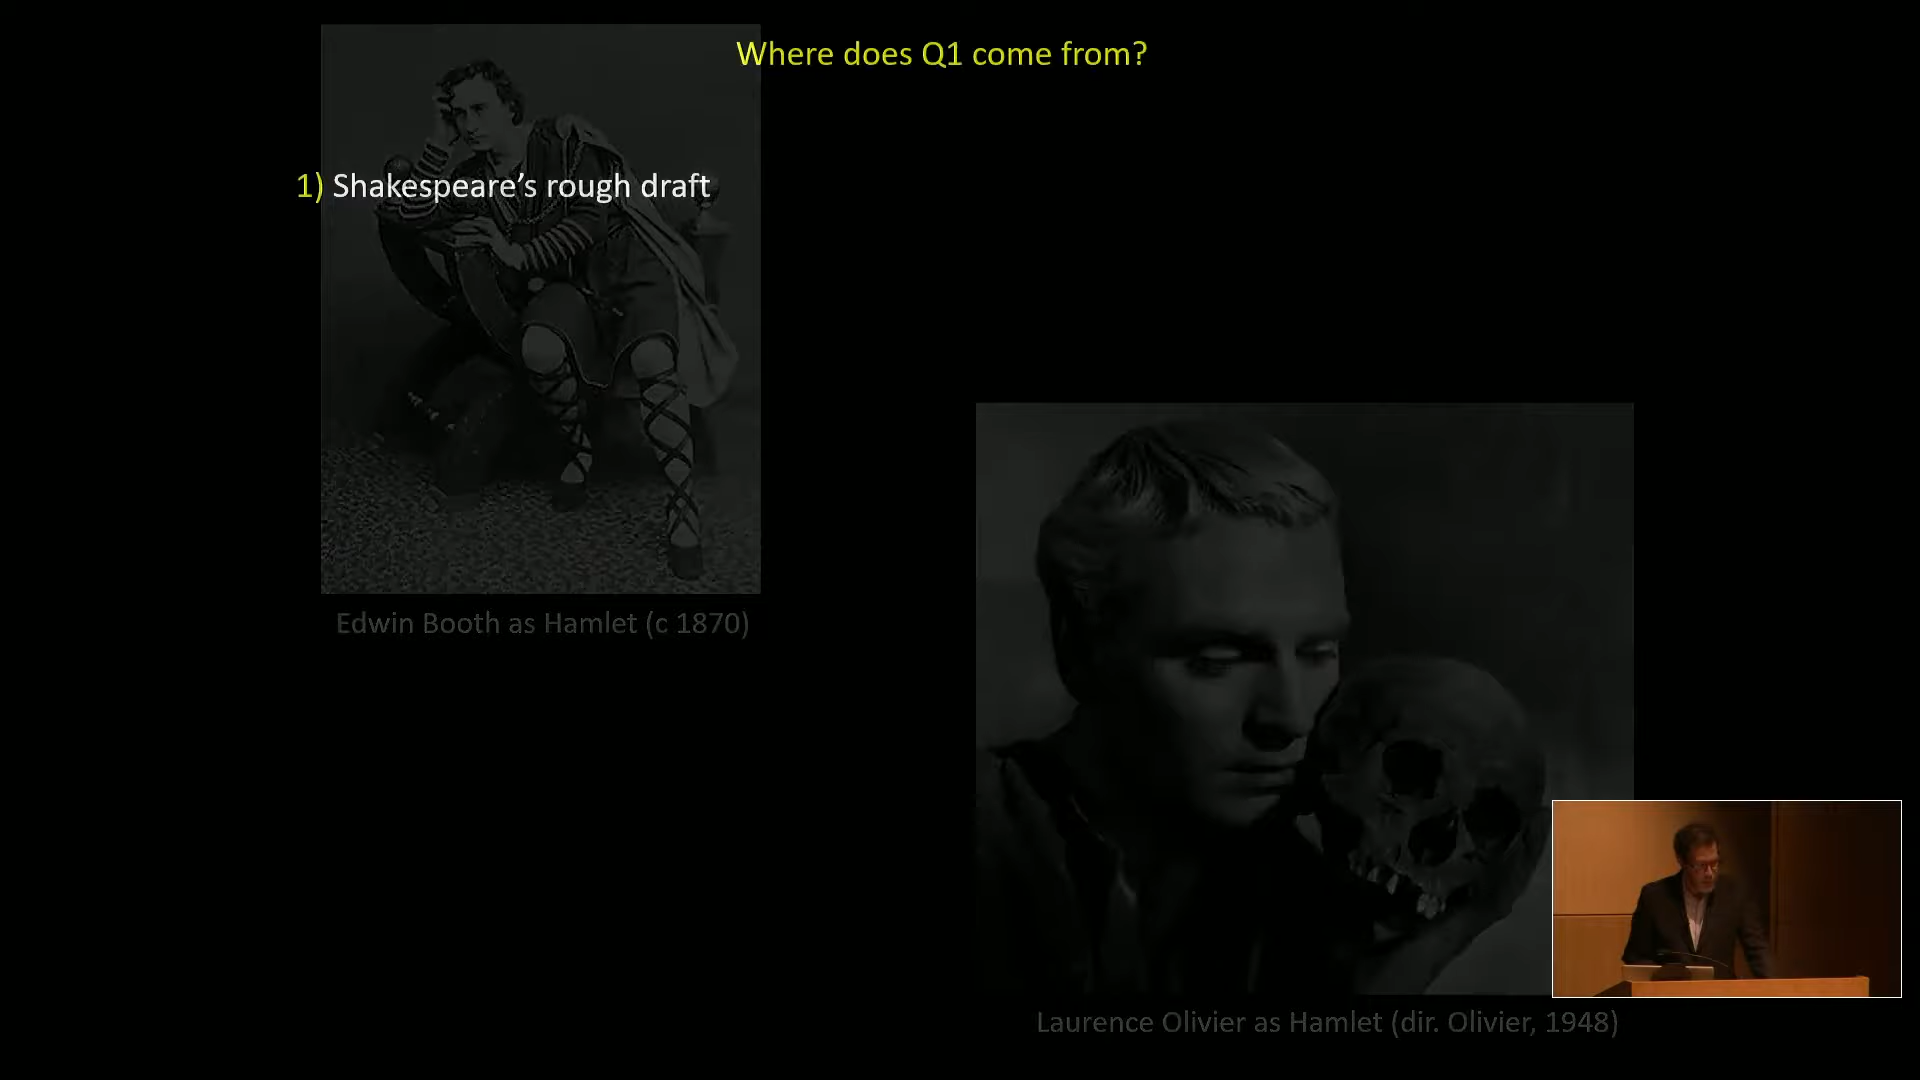 Where does Q1 come from?
1) Shakespeare’s rough draft
Edwin Booth as Hamlet (c 1870)
Laurence Olivier as Hamlet (dir. Olivier, 1948)